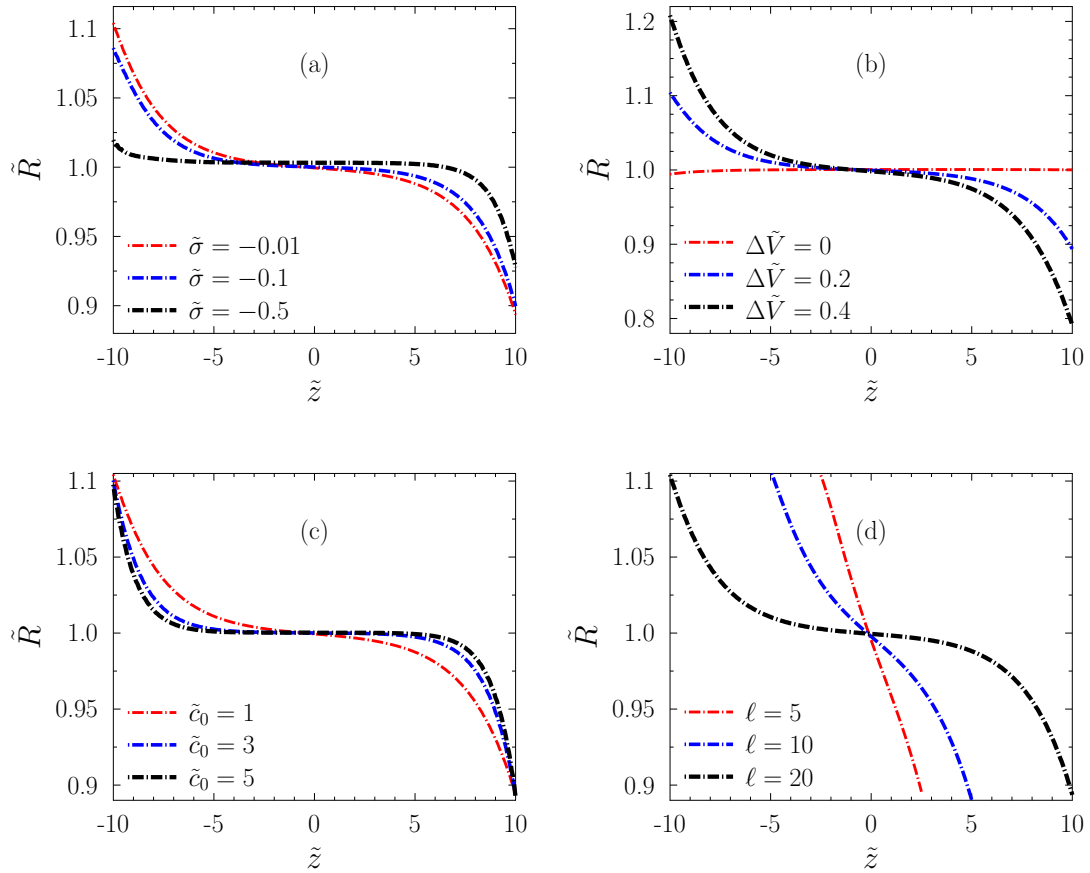 1.1
1.05
1.0
0.95
0.9
R̃
(a)
σ̃ = −0.01
σ̃ = −0.1
σ̃ = −0.5
-10 -5 0 5 10
z̃
1.2
1.1
1.0
0.9
0.8
R̃
(b)
ΔṼ = 0
ΔṼ = 0.2
ΔṼ = 0.4
-10 -5 0 5 10
z̃
1.1
1.05
1.0
0.95
0.9
R̃
(c)
c̃₀ = 1
c̃₀ = 3
c̃₀ = 5
-10 -5 0 5 10
z̃
1.1
1.05
1.0
0.95
0.9
R̃
(d)
ℓ = 5
ℓ = 10
ℓ = 20
-10 -5 0 5 10
z̃